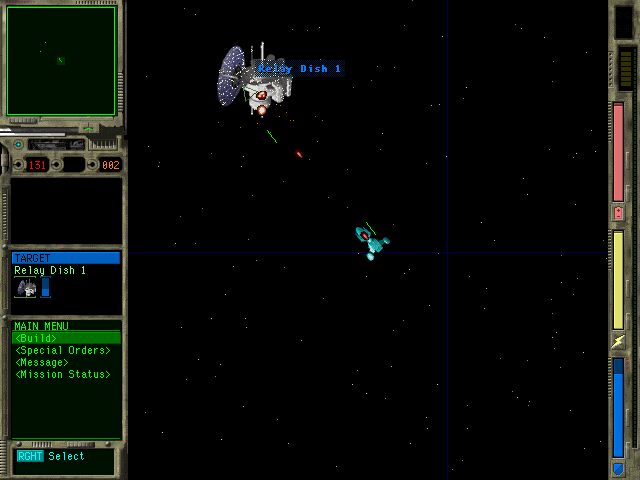 Relay Dish 1
131
002
TARGET
Relay Dish 1
MAIN MENU
<Build>
<Special Orders>
<Message>
<Mission Status>
RGHT Select